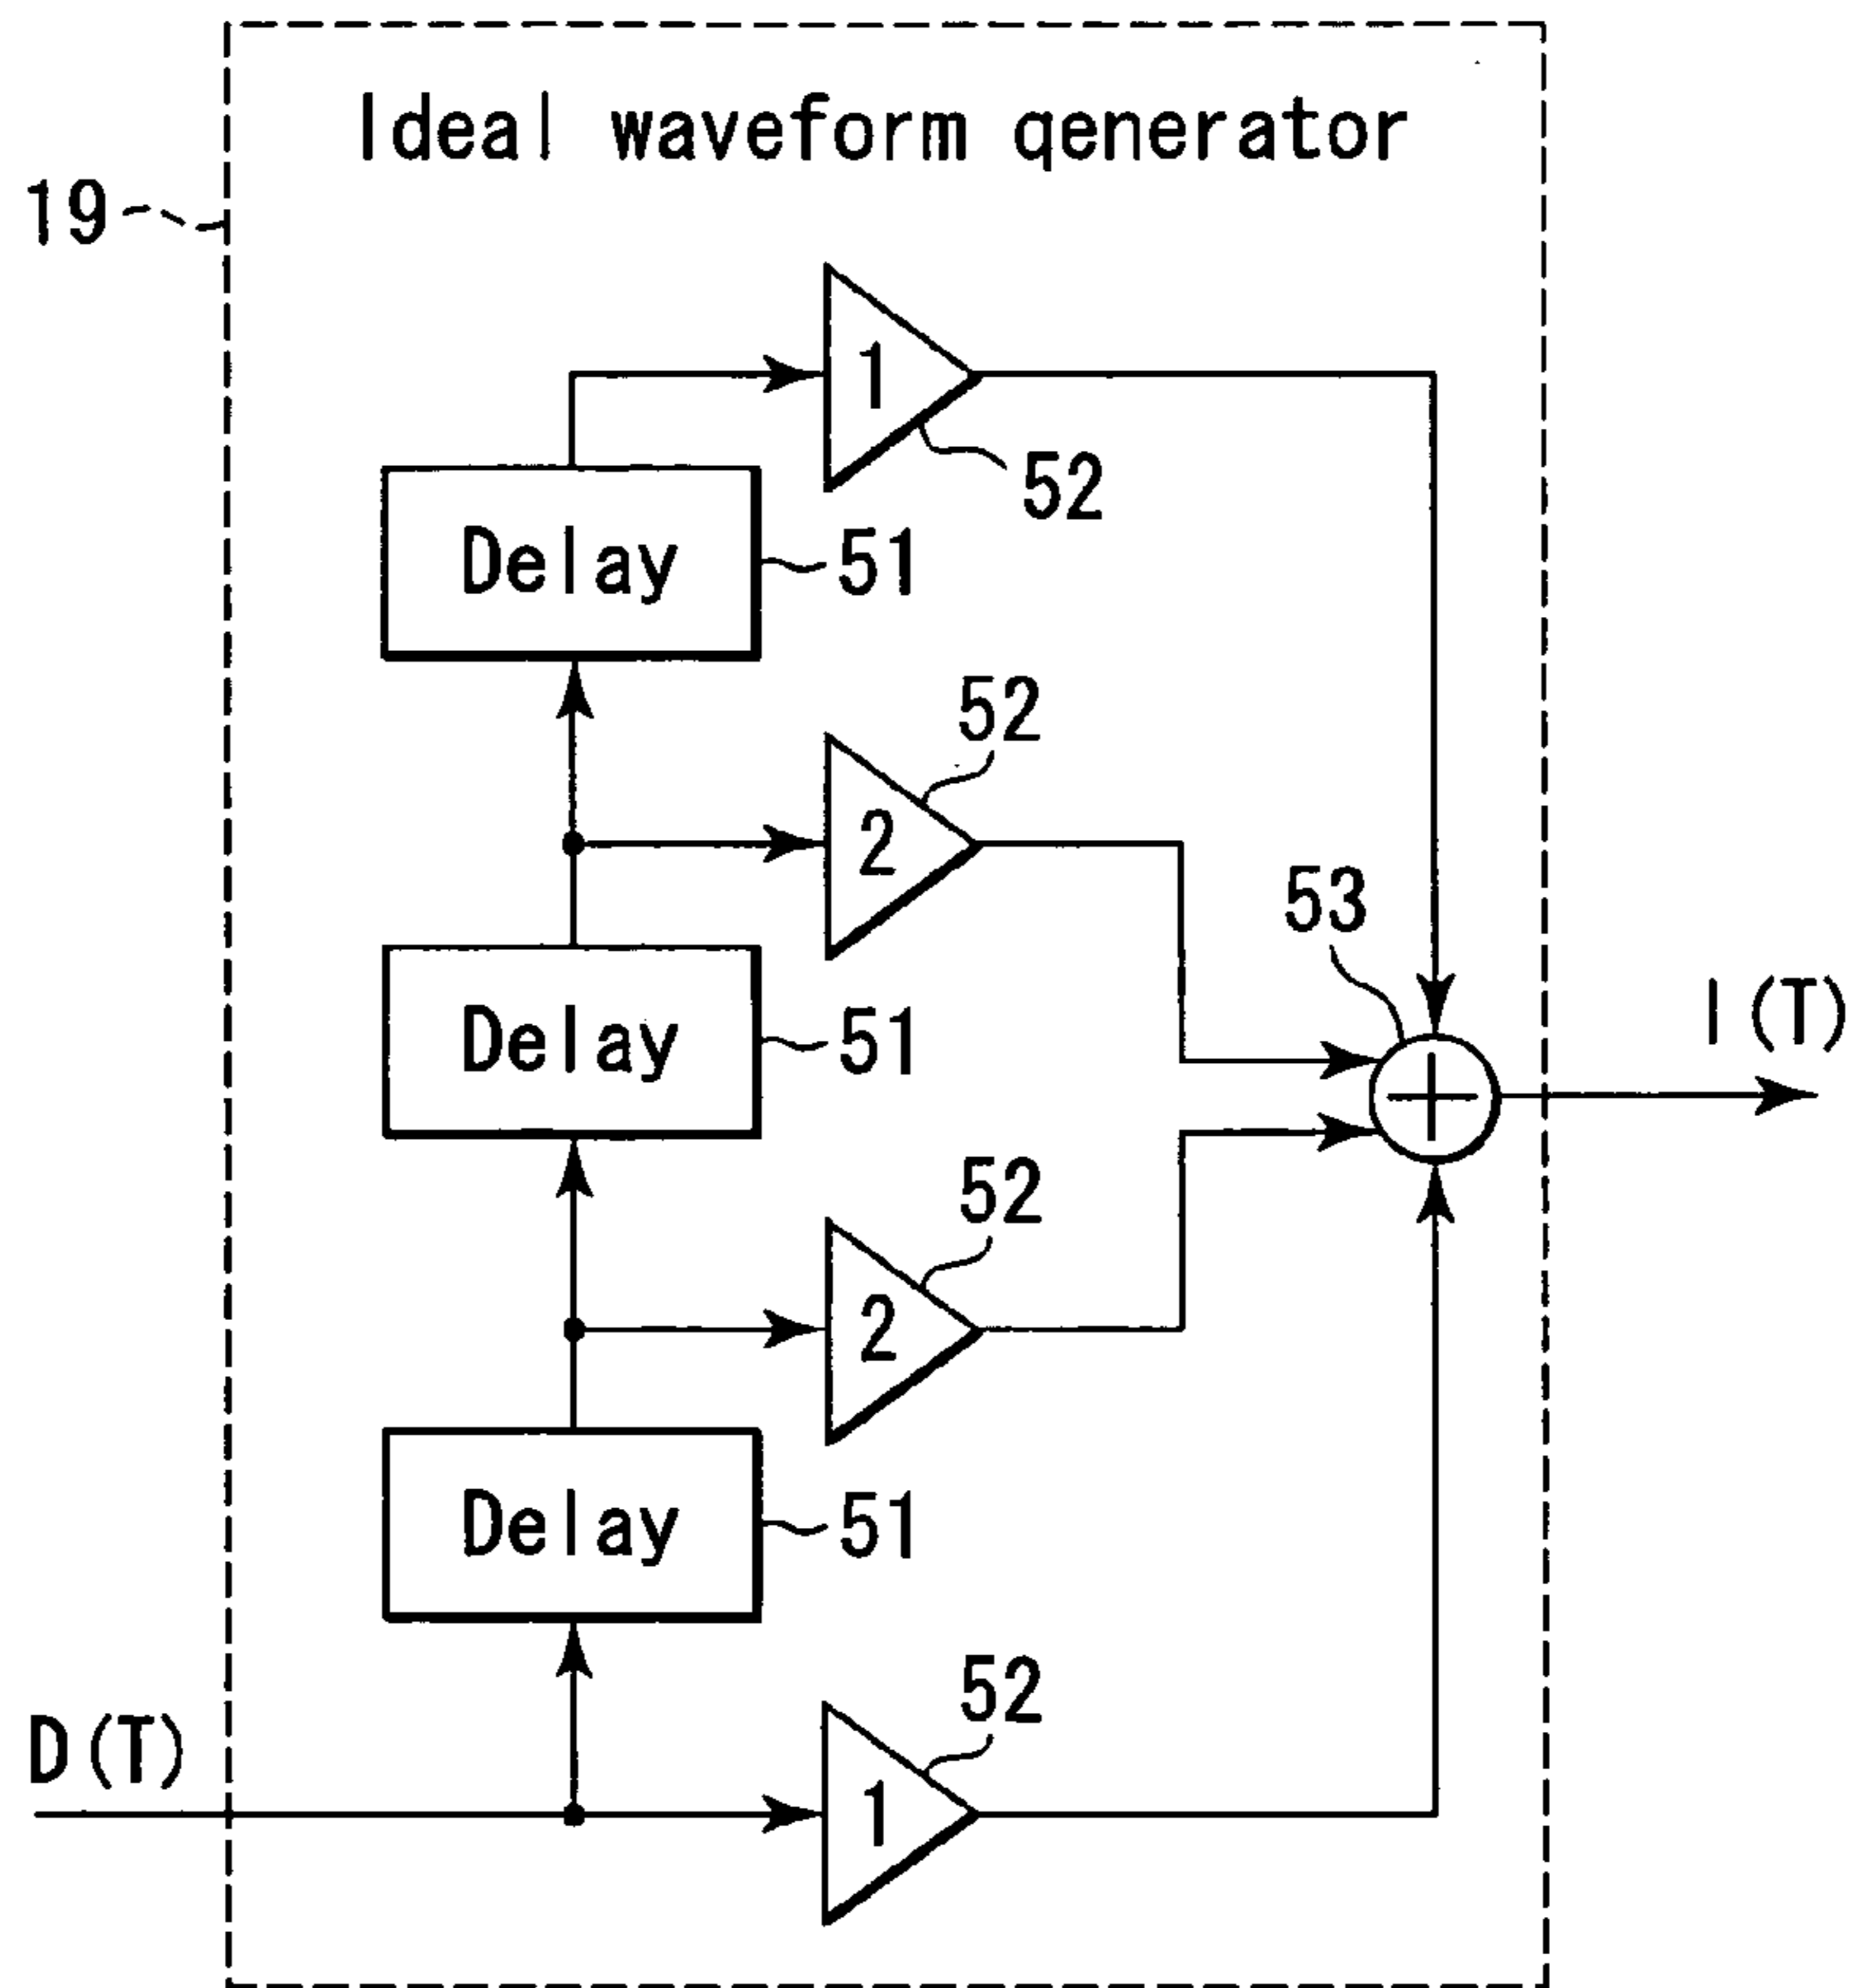 Ideal waveform qenerator
19
1
52
Delay
51
52
2
53
I(T)
Delay
51
52
2
Delay
51
52
D(T)
1